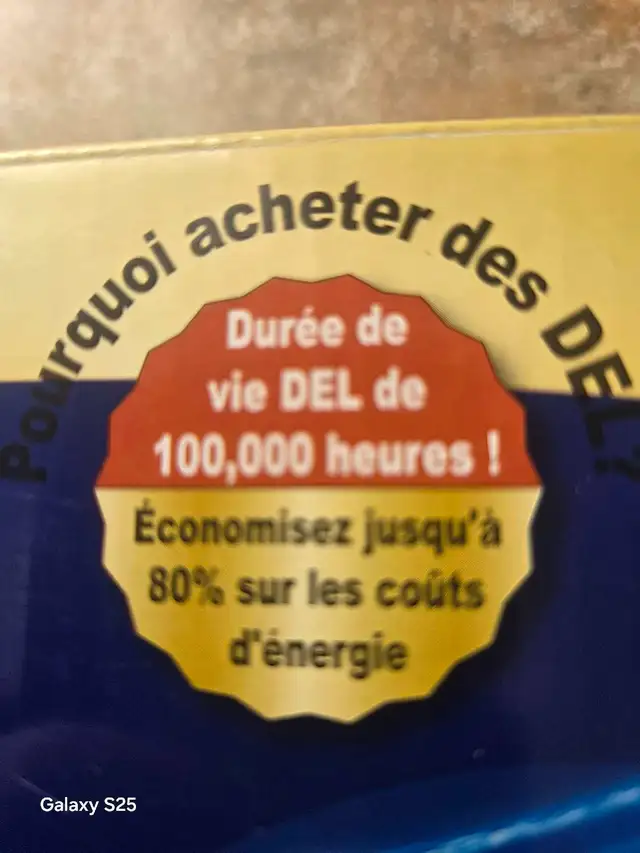 Pourquoi acheter des DEL?
Durée de
vie DEL de
100,000 heures !
Économisez jusqu'à
80% sur les coûts
d'énergie
Galaxy S25